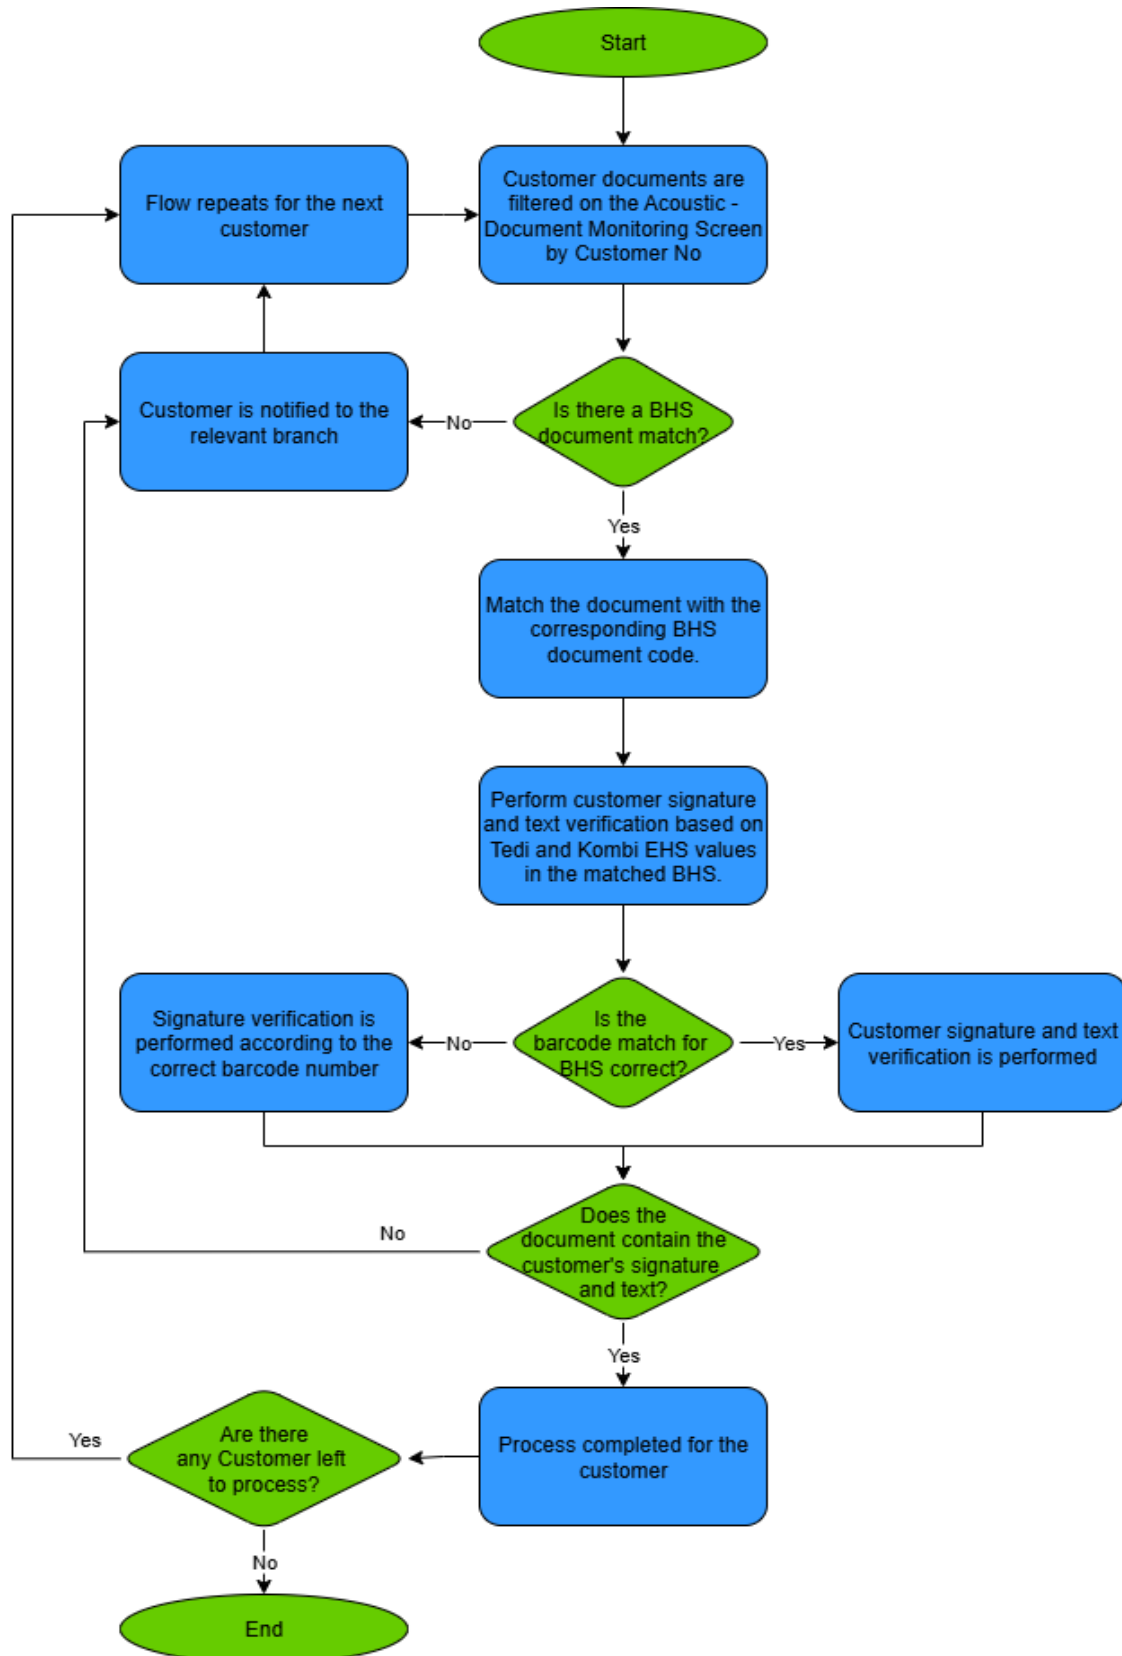 Start
Flow repeats for the next
customer
Customer documents are
filtered on the Acoustic -
Document Monitoring Screen
by Customer No
Customer is notified to the
relevant branch
No
Is there a BHS
document match?
Yes
Match the document with the
corresponding BHS
document code.
Perform customer signature
and text verification based on
Tedi and Kombi EHS values
in the matched BHS.
Signature verification is
performed according to the
correct barcode number
No
Is the
barcode match for
BHS correct?
Yes
Customer signature and text
verification is performed
No
Does the
document contain the
customer's signature
and text?
Yes
Yes
Are there
any Customer left
to process?
Process completed for the
customer
No
End